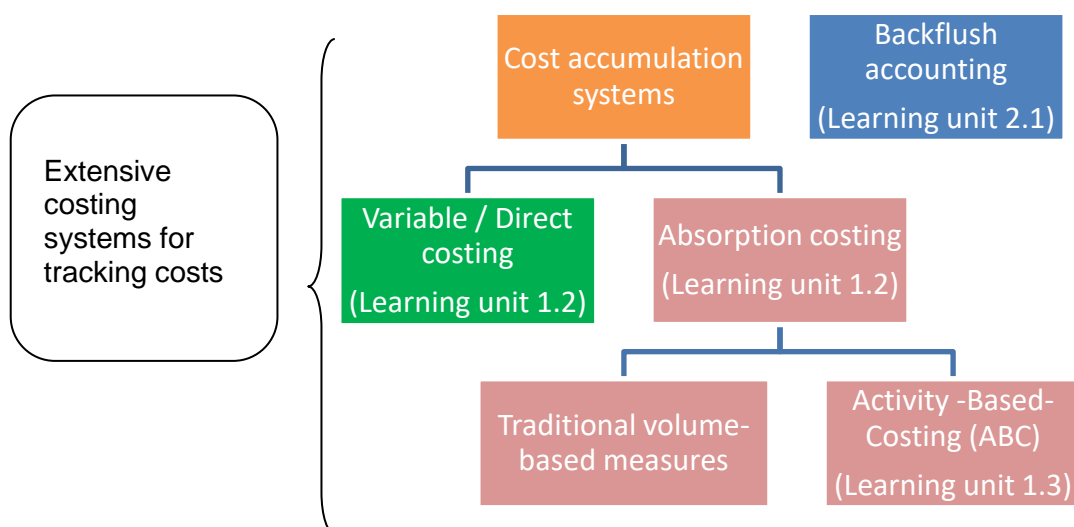 Extensive
costing
systems for
tracking costs
Cost accumulation
systems
Backflush
accounting
(Learning unit 2.1)
Variable / Direct
costing
(Learning unit 1.2)
Absorption costing
(Learning unit 1.2)
Traditional volume-
based measures
Activity -Based-
Costing (ABC)
(Learning unit 1.3)